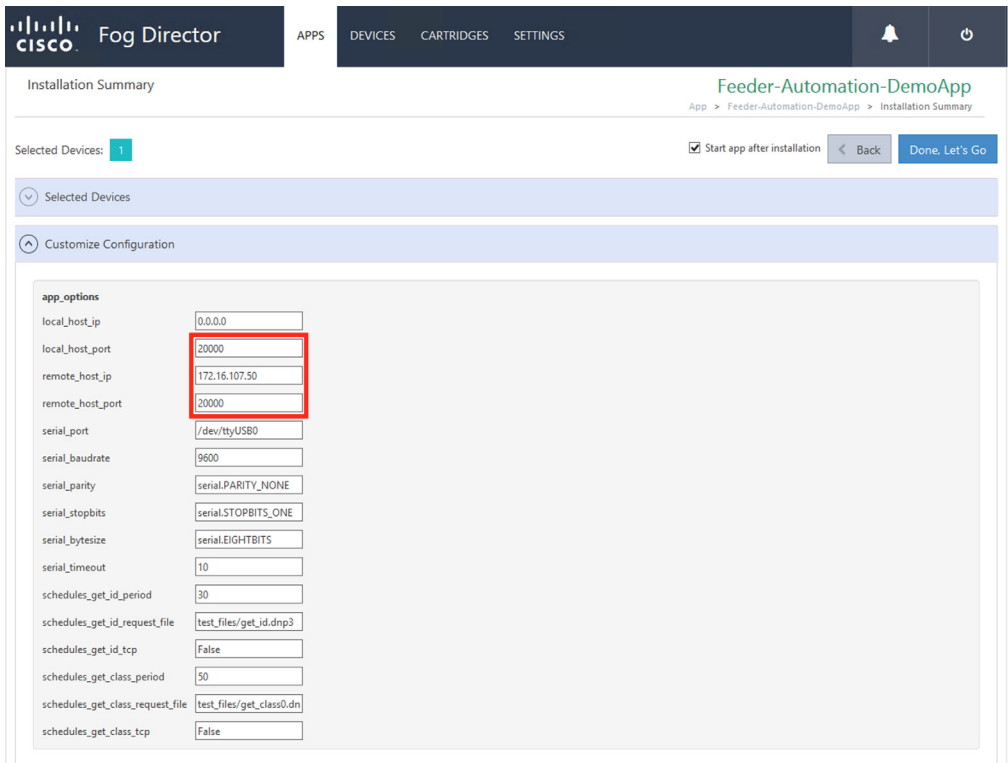 CISCO Fog Director APPS DEVICES CARTRIDGES SETTINGS
Installation Summary Feeder-Automation-DemoApp
App > Feeder-Automation-DemoApp > Installation Summary
Selected Devices: 1 Start app after installation Back Done, Let's Go
Selected Devices
Customize Configuration
app_options
local_host_ip 0.0.0.0
local_host_port 20000
remote_host_ip 172.16.107.50
remote_host_port 20000
serial_port /dev/ttyUSB0
serial_baudrate 9600
serial_parity serial.PARITY_NONE
serial_stopbits serial.STOPBITS_ONE
serial_bytesize serial.EIGHTBITS
serial_timeout 10
schedules_get_id_period 30
schedules_get_id_request_file test_files/get_id.dnp3
schedules_get_id_tcp False
schedules_get_class_period 50
schedules_get_class_request_file test_files/get_class0.dn
schedules_get_class_tcp False